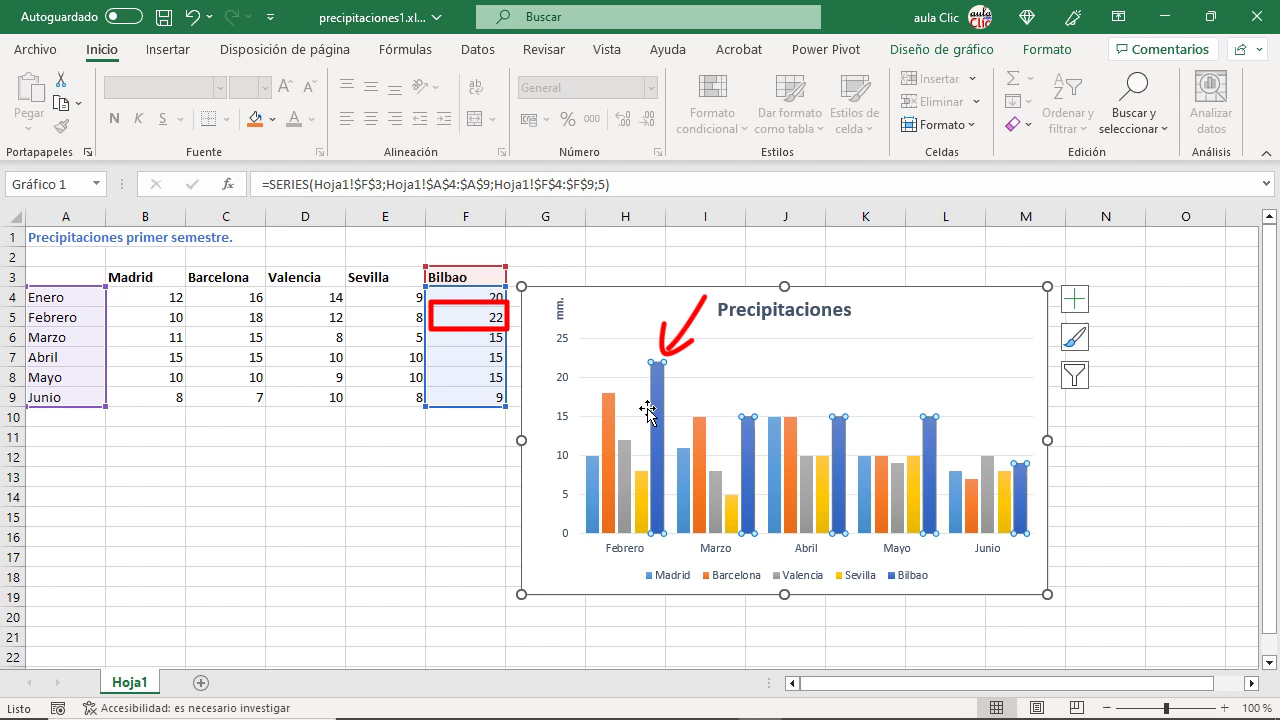 Autoguardado
precipitaciones1.xl...
Buscar
aula Clic
aula
Clic
Archivo Inicio Insertar Disposición de página Fórmulas Datos Revisar Vista Ayuda Acrobat Power Pivot Diseño de gráfico Formato Comentarios
Pegar
N K S A A A
ab
General
% 000
Formato condicional
Dar formato como tabla
Estilos de celda
Insertar
Eliminar
Formato
Ordenar y filtrar
Buscar y seleccionar
Analizar datos
Portapapeles Fuente Alineación Número Estilos Celdas Edición Análisis
Gráfico 1 fx =SERIES(Hoja1!$F$3;Hoja1!$A$4:$A$9;Hoja1!$F$4:$F$9;5)
A B C D E F G H I J K L M N O
1 Precipitaciones primer semestre.
2
3 Madrid Barcelona Valencia Sevilla Bilbao
4 Enero 12 16 14 9 20
5 Febrero 10 18 12 8 22
6 Marzo 11 15 8 5 15
7 Abril 15 15 10 10 15
8 Mayo 10 10 9 10 15
9 Junio 8 7 10 8 9
10
11
12
13
14
15
16
17
18
19
20
21
22
mm.
Precipitaciones
25
20
15
10
5
0
Febrero Marzo Abril Mayo Junio
Madrid Barcelona Valencia Sevilla Bilbao
Hoja1
Listo Accesibilidad: es necesario investigar 100 %